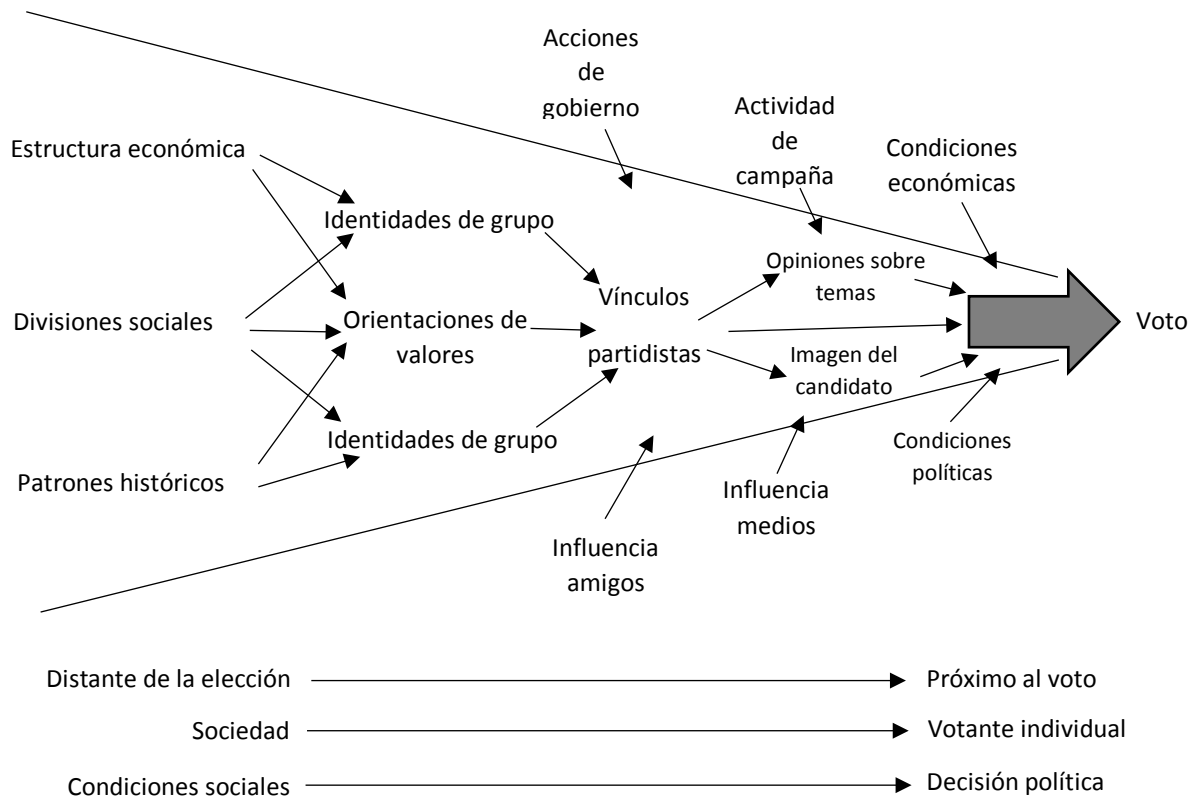 Acciones
de
gobierno
Actividad
de
campaña
Condiciones
económicas
Estructura económica
Identidades de grupo
Opiniones sobre
temas
Vínculos
partidistas
Divisiones sociales
Orientaciones de
valores
Voto
Imagen del
candidato
Identidades de grupo
Condiciones
políticas
Patrones históricos
Influencia
medios
Influencia
amigos
Distante de la elección
Próximo al voto
Sociedad
Votante individual
Condiciones sociales
Decisión política